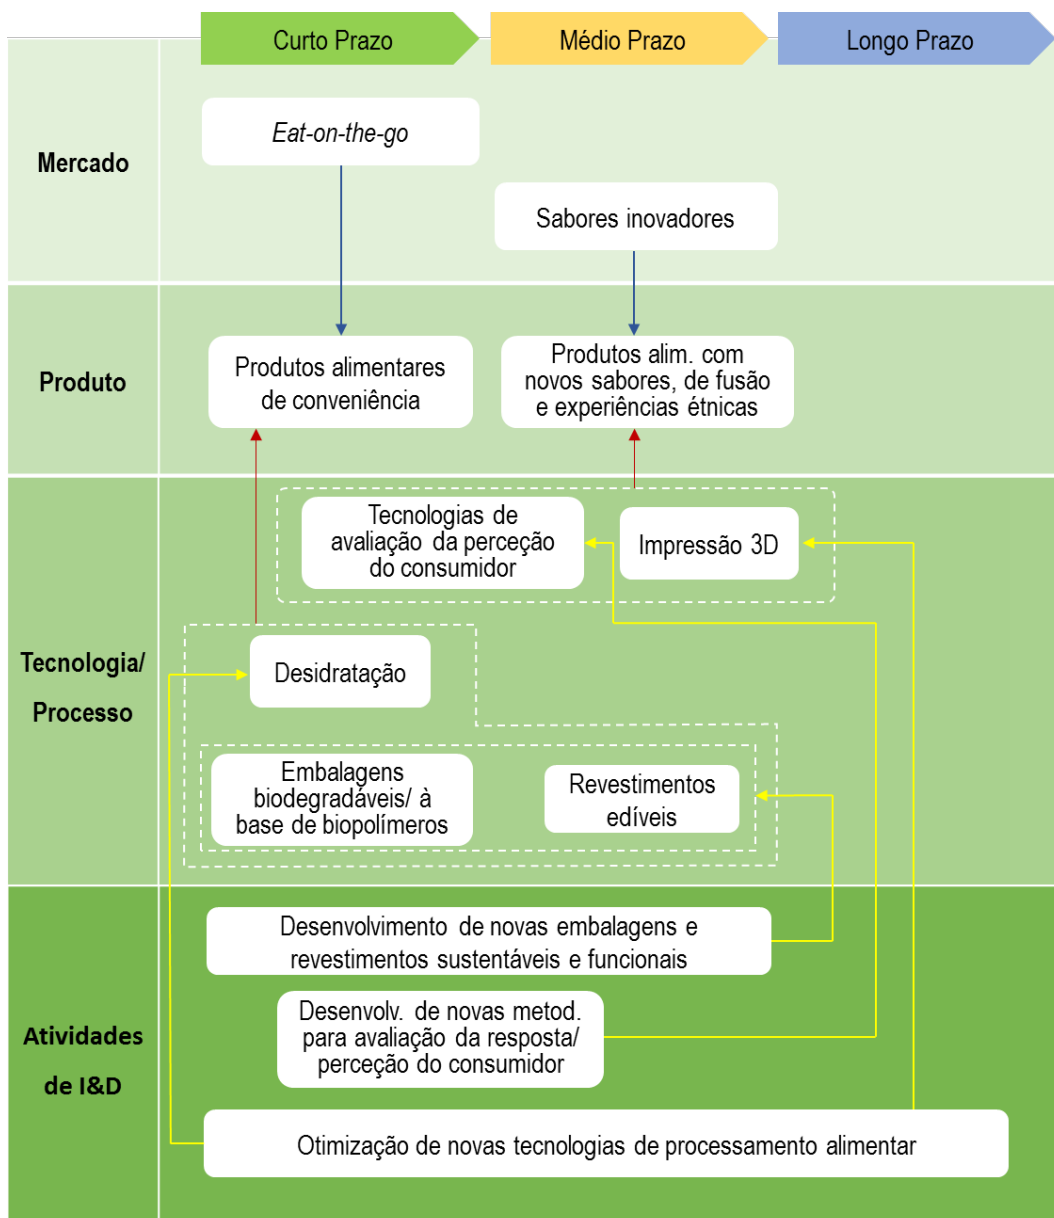 Curto Prazo
Médio Prazo
Longo Prazo
Mercado
Eat-on-the-go
Sabores inovadores
Produto
Produtos alimentares
de conveniência
Produtos alim. com
novos sabores, de fusão
e experiências étnicas
Tecnologia/
Processo
Tecnologias de
avaliação da perceção
do consumidor
Impressão 3D
Desidratação
Embalagens
biodegradáveis/ à
base de biopolímeros
Revestimentos
edíveis
Atividades
de I&D
Desenvolvimento de novas embalagens e
revestimentos sustentáveis e funcionais
Desenvolv. de novas metod.
para avaliação da resposta/
perceção do consumidor
Otimização de novas tecnologias de processamento alimentar